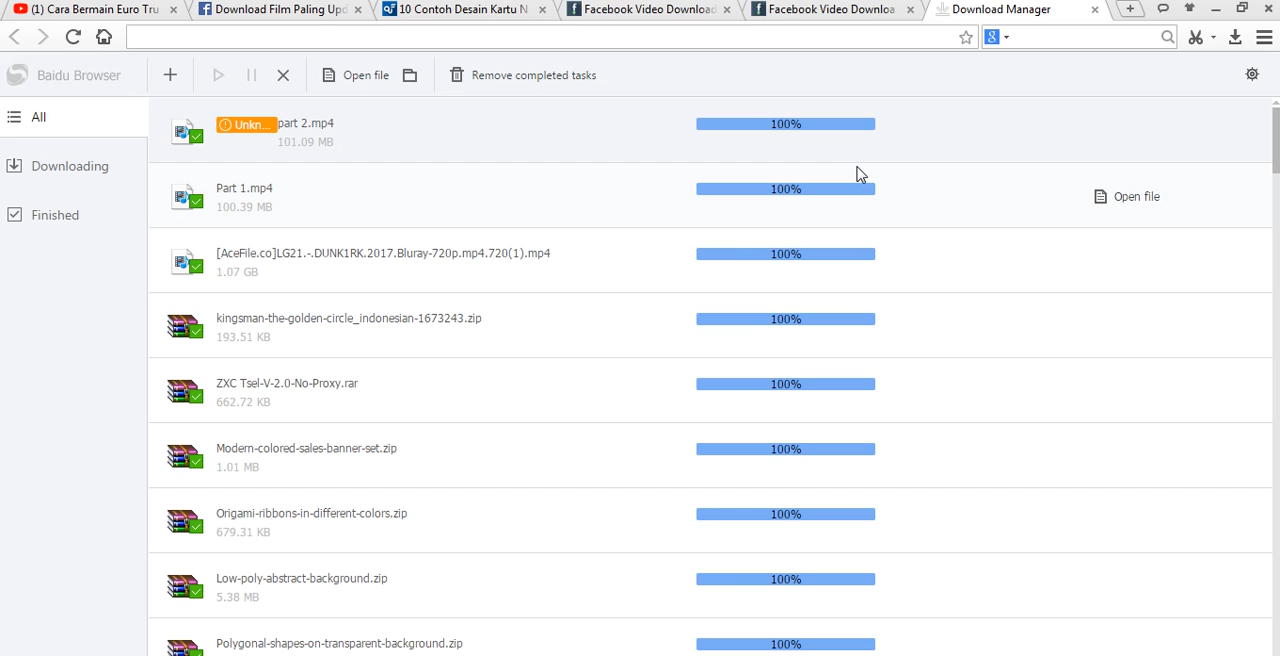 (1) Cara Bermain Euro Tru
Download Film Paling Upd
10 Contoh Desain Kartu N
Facebook Video Download
Facebook Video Downloa
Download Manager
Baidu Browser
Open file
Remove completed tasks
All
Downloading
Finished
Unkn... part 2.mp4
101.09 MB
100%
Part 1.mp4
100.39 MB
100%
Open file
[AceFile.co]LG21.-.DUNK1RK.2017.Bluray-720p.mp4.720(1).mp4
1.07 GB
100%
kingsman-the-golden-circle_indonesian-1673243.zip
193.51 KB
100%
ZXC Tsel-V-2.0-No-Proxy.rar
662.72 KB
100%
Modern-colored-sales-banner-set.zip
1.01 MB
100%
Origami-ribbons-in-different-colors.zip
679.31 KB
100%
Low-poly-abstract-background.zip
5.38 MB
100%
Polygonal-shapes-on-transparent-background.zip
100%